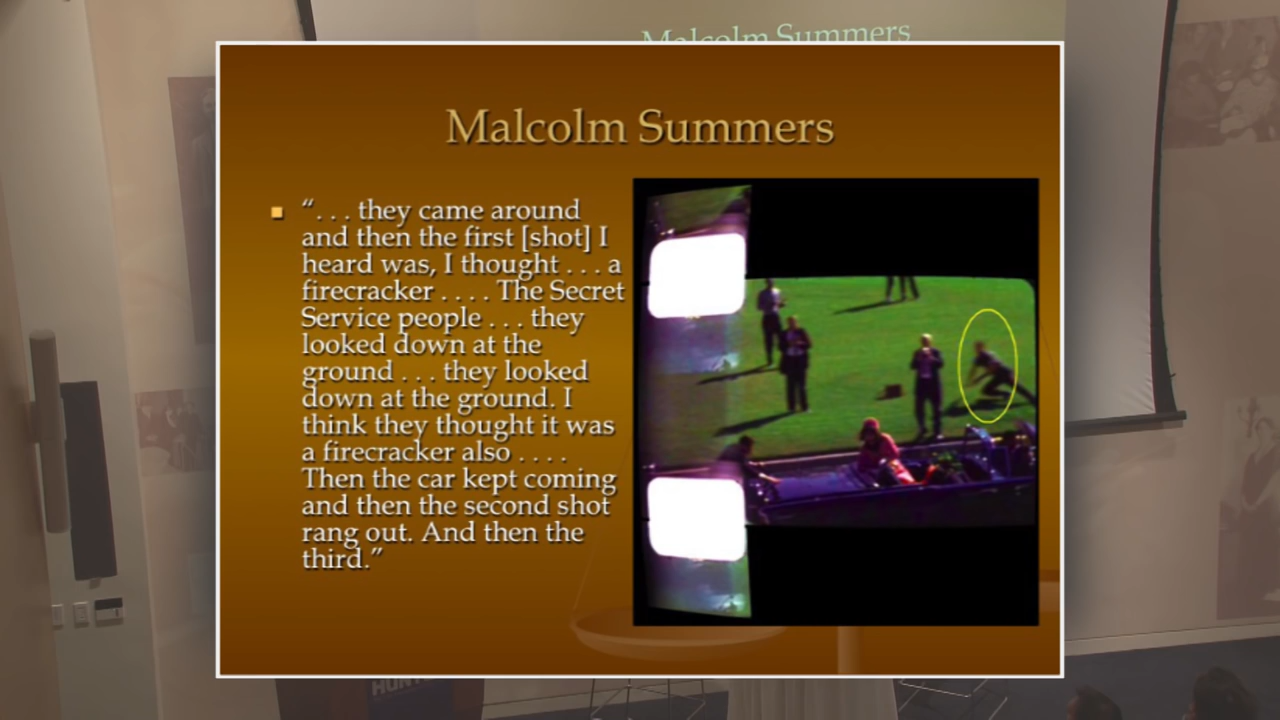 Malcolm Summers
Malcolm Summers
“. . . they came around
and then the first [shot] I
heard was, I thought . . . a
firecracker . . . . The Secret
Service people . . . they
looked down at the
ground . . . they looked
down at the ground. I
think they thought it was
a firecracker also . . . .
Then the car kept coming
and then the second shot
rang out. And then the
third.”